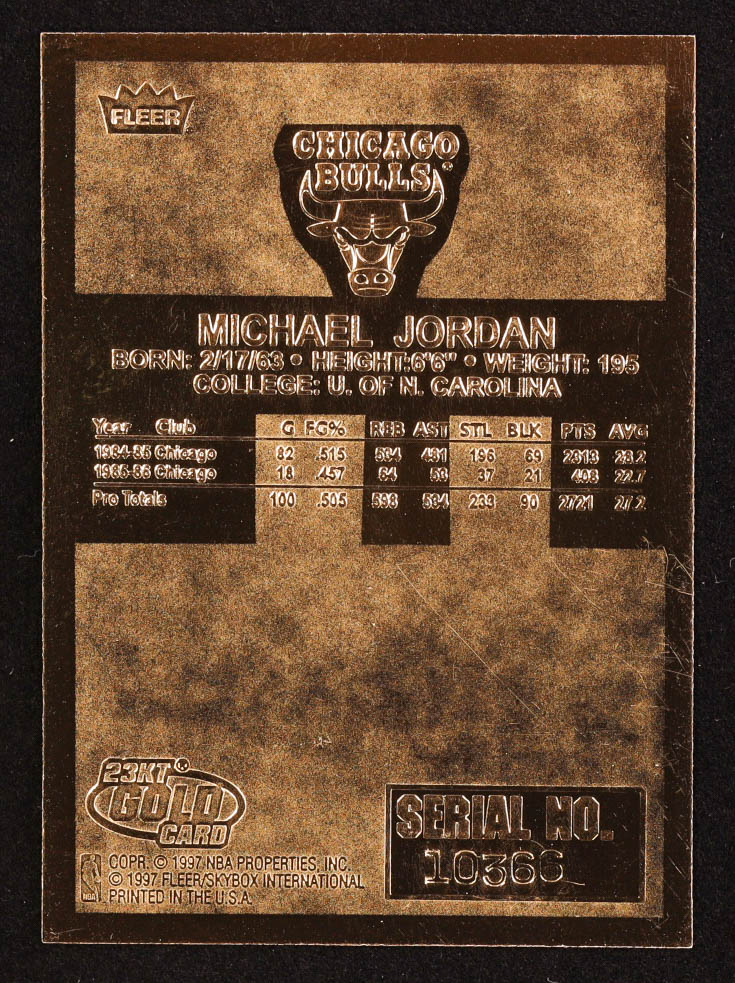 FLEER
CHICAGO
BULLS
MICHAEL JORDAN
BORN: 2/17/63 • HEIGHT:6'6" • WEIGHT: 195
COLLEGE: U. OF N. CAROLINA
Year Club G FG% REB AST STL BLK PTS AVG
1984-85 Chicago 82 .515 534 481 196 69 2313 28.2
1985-86 Chicago 18 .457 64 53 37 21 408 22.7
Pro Totals 100 .505 598 534 233 90 2721 27.2
23KT®
GOLD
CARD
SERIAL NO.
10366
COPR. © 1997 NBA PROPERTIES, INC.
© 1997 FLEER/SKYBOX INTERNATIONAL
PRINTED IN THE U.S.A.
NBA